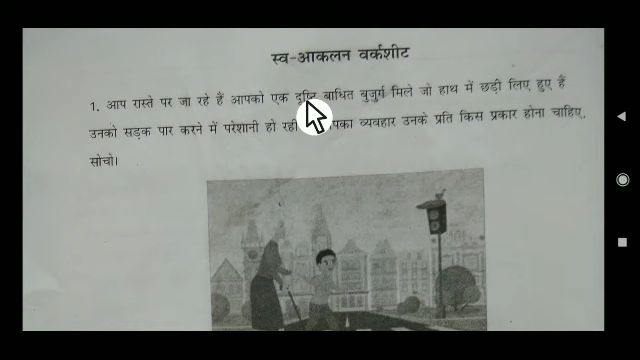 स्व-आकलन वर्कशीट
1. आप रास्ते पर जा रहे हैं आपको एक दृष्टि बाधित बुजुर्ग मिले जो हाथ में छड़ी लिए हुए हैं
उनको सड़क पार करने में परेशानी हो रही व्यवहार उनके प्रति किस प्रकार होना चाहिए,
सोचो।